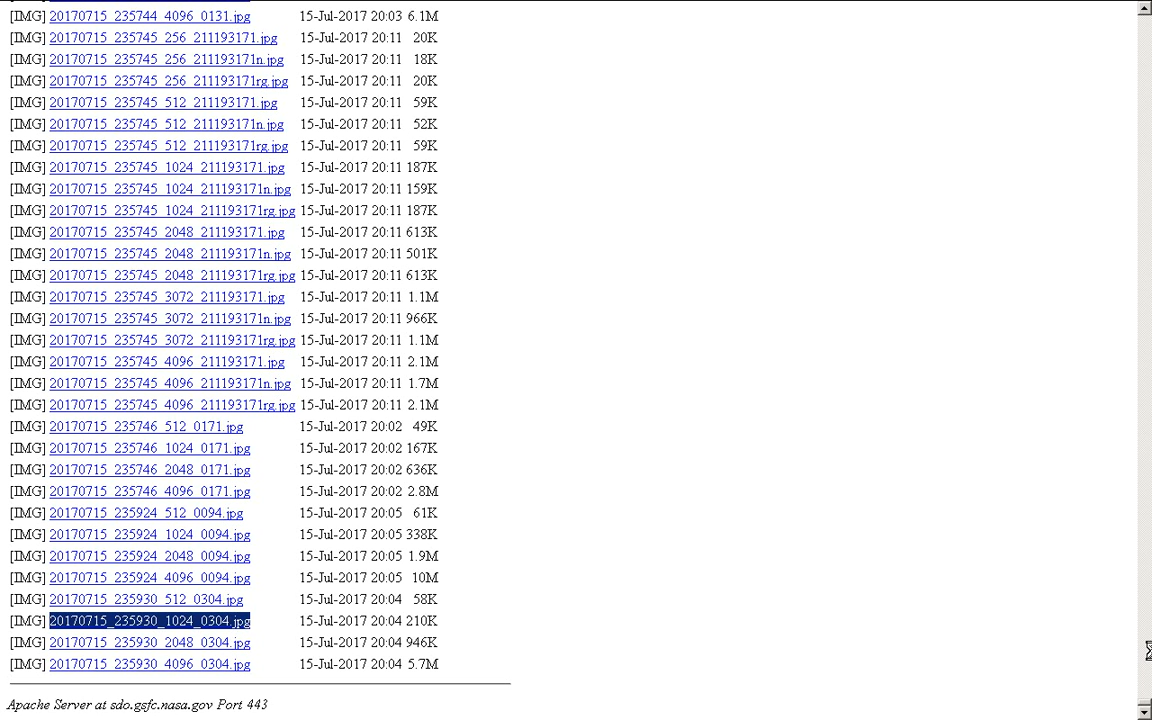 [IMG] 20170715_235744_4096_0131.jpg 15-Jul-2017 20:03 6.1M
[IMG] 20170715_235745_256_211193171.jpg 15-Jul-2017 20:11 20K
[IMG] 20170715_235745_256_211193171n.jpg 15-Jul-2017 20:11 18K
[IMG] 20170715_235745_256_211193171rg.jpg 15-Jul-2017 20:11 20K
[IMG] 20170715_235745_512_211193171.jpg 15-Jul-2017 20:11 59K
[IMG] 20170715_235745_512_211193171n.jpg 15-Jul-2017 20:11 52K
[IMG] 20170715_235745_512_211193171rg.jpg 15-Jul-2017 20:11 59K
[IMG] 20170715_235745_1024_211193171.jpg 15-Jul-2017 20:11 187K
[IMG] 20170715_235745_1024_211193171n.jpg 15-Jul-2017 20:11 159K
[IMG] 20170715_235745_1024_211193171rg.jpg 15-Jul-2017 20:11 187K
[IMG] 20170715_235745_2048_211193171.jpg 15-Jul-2017 20:11 613K
[IMG] 20170715_235745_2048_211193171n.jpg 15-Jul-2017 20:11 501K
[IMG] 20170715_235745_2048_211193171rg.jpg 15-Jul-2017 20:11 613K
[IMG] 20170715_235745_3072_211193171.jpg 15-Jul-2017 20:11 1.1M
[IMG] 20170715_235745_3072_211193171n.jpg 15-Jul-2017 20:11 966K
[IMG] 20170715_235745_3072_211193171rg.jpg 15-Jul-2017 20:11 1.1M
[IMG] 20170715_235745_4096_211193171.jpg 15-Jul-2017 20:11 2.1M
[IMG] 20170715_235745_4096_211193171n.jpg 15-Jul-2017 20:11 1.7M
[IMG] 20170715_235745_4096_211193171rg.jpg 15-Jul-2017 20:11 2.1M
[IMG] 20170715_235746_512_0171.jpg 15-Jul-2017 20:02 49K
[IMG] 20170715_235746_1024_0171.jpg 15-Jul-2017 20:02 167K
[IMG] 20170715_235746_2048_0171.jpg 15-Jul-2017 20:02 636K
[IMG] 20170715_235746_4096_0171.jpg 15-Jul-2017 20:02 2.8M
[IMG] 20170715_235924_512_0094.jpg 15-Jul-2017 20:05 61K
[IMG] 20170715_235924_1024_0094.jpg 15-Jul-2017 20:05 338K
[IMG] 20170715_235924_2048_0094.jpg 15-Jul-2017 20:05 1.9M
[IMG] 20170715_235924_4096_0094.jpg 15-Jul-2017 20:05 10M
[IMG] 20170715_235930_512_0304.jpg 15-Jul-2017 20:04 58K
[IMG] 20170715_235930_1024_0304.jpg 15-Jul-2017 20:04 210K
[IMG] 20170715_235930_2048_0304.jpg 15-Jul-2017 20:04 946K
[IMG] 20170715_235930_4096_0304.jpg 15-Jul-2017 20:04 5.7M
Apache Server at sdo.gsfc.nasa.gov Port 443